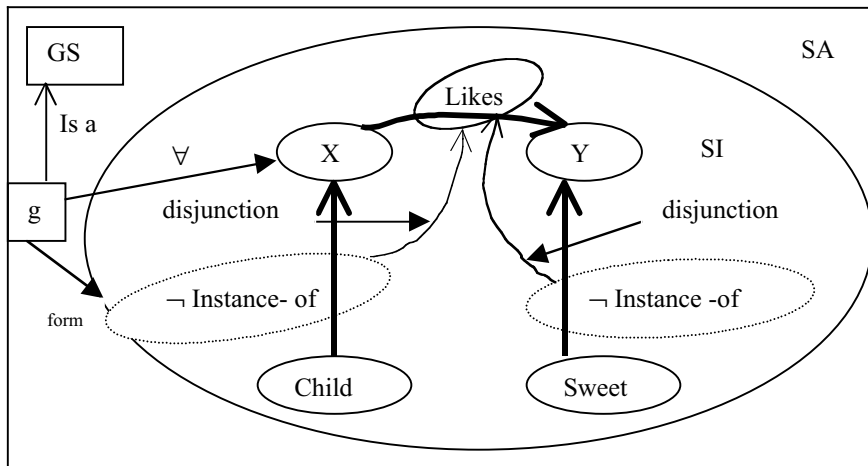 GS
SA
Likes
Is a
∀
X
Y
SI
g
disjunction
disjunction
¬ Instance- of
¬ Instance -of
form
Child
Sweet